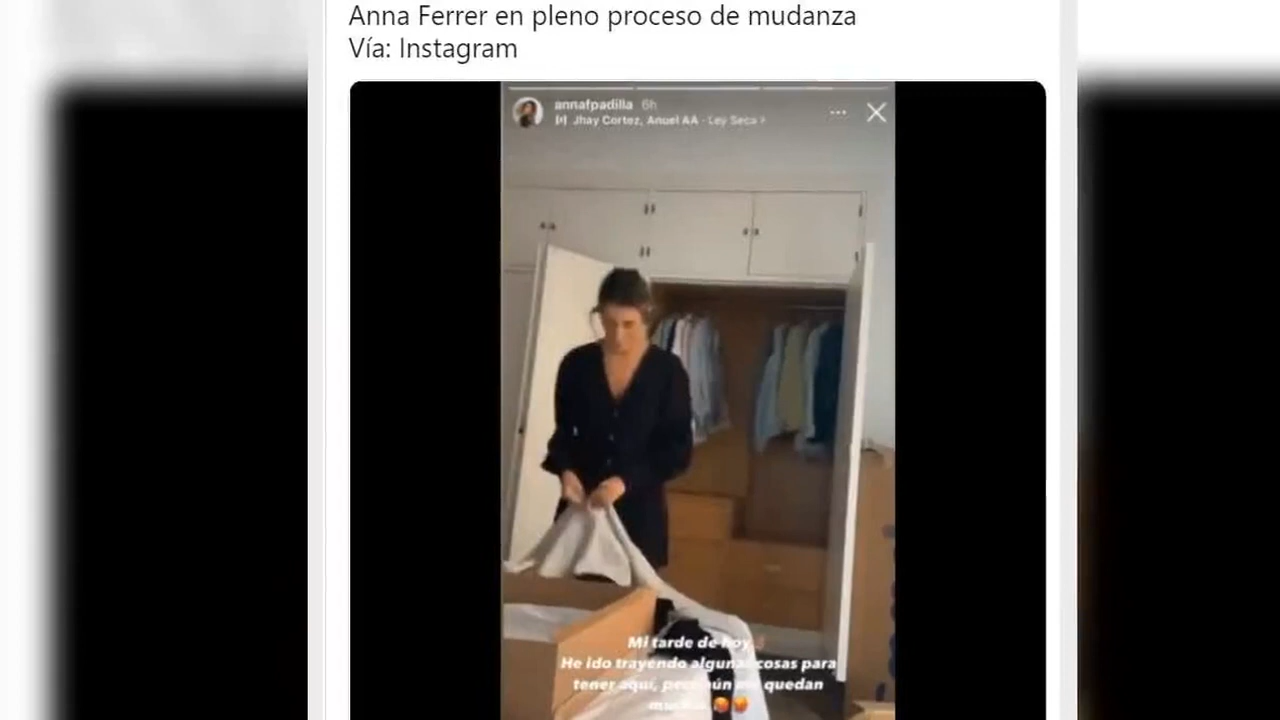 Anna Ferrer en pleno proceso de mudanza
Vía: Instagram
annafpadilla 6h
Jhay Cortez, Anuel AA · Ley Seca >
Mi tarde de hoy
He ido trayendo algunas cosas para
tener aquí, pero aún me quedan